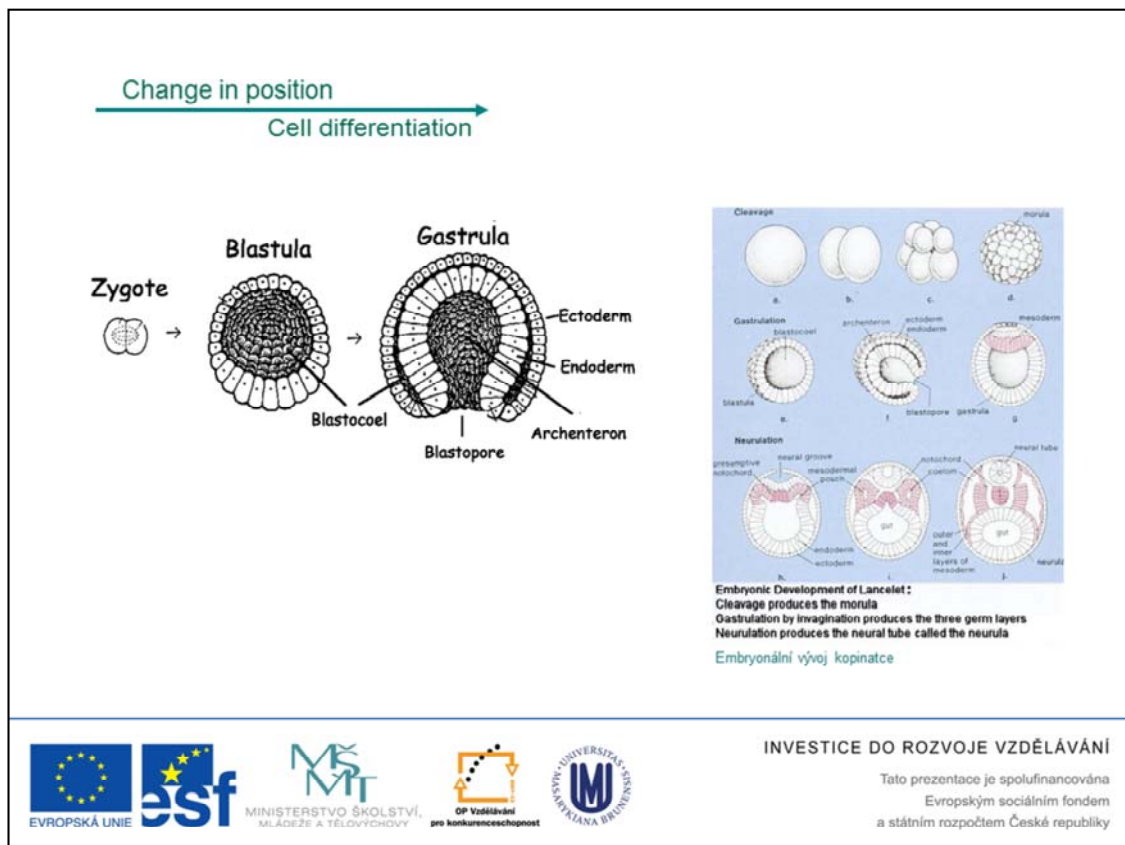 Change in position
Cell differentiation
Zygote
Blastula
Gastrula
Ectoderm
Endoderm
Blastocoel
Archenteron
Blastopore
Cleavage
morula
a.
b.
c.
d.
Gastrulation
blastocoel
archenteron
ectoderm
endoderm
mesoderm
blastula
blastopore
gastrula
e.
f
g
Neurulation
neural groove
presumptive
notochord
mesodermal
pouch
notochord
coelom
neural tube
gut
gut
endoderm
ectoderm
outer
and
inner
layers of
mesoderm
neurula
h.
i.
j.
Embryonic Development of Lancelet :
Cleavage produces the morula
Gastrulation by invagination produces the three germ layers
Neurulation produces the neural tube called the neurula
Embryonální vývoj kopinatce
EVROPSKÁ UNIE
esf
MŠMT
MINISTERSTVO ŠKOLSTVÍ,
MLÁDEŽE A TĚLOVÝCHOVY
OP Vzdělávání
pro konkurenceschopnost
UNIVERSITAS MASARYKIANA BRUNENSIS
INVESTICE DO ROZVOJE VZDĚLÁVÁNÍ
Tato prezentace je spolufinancována
Evropským sociálním fondem
a státním rozpočtem České republiky